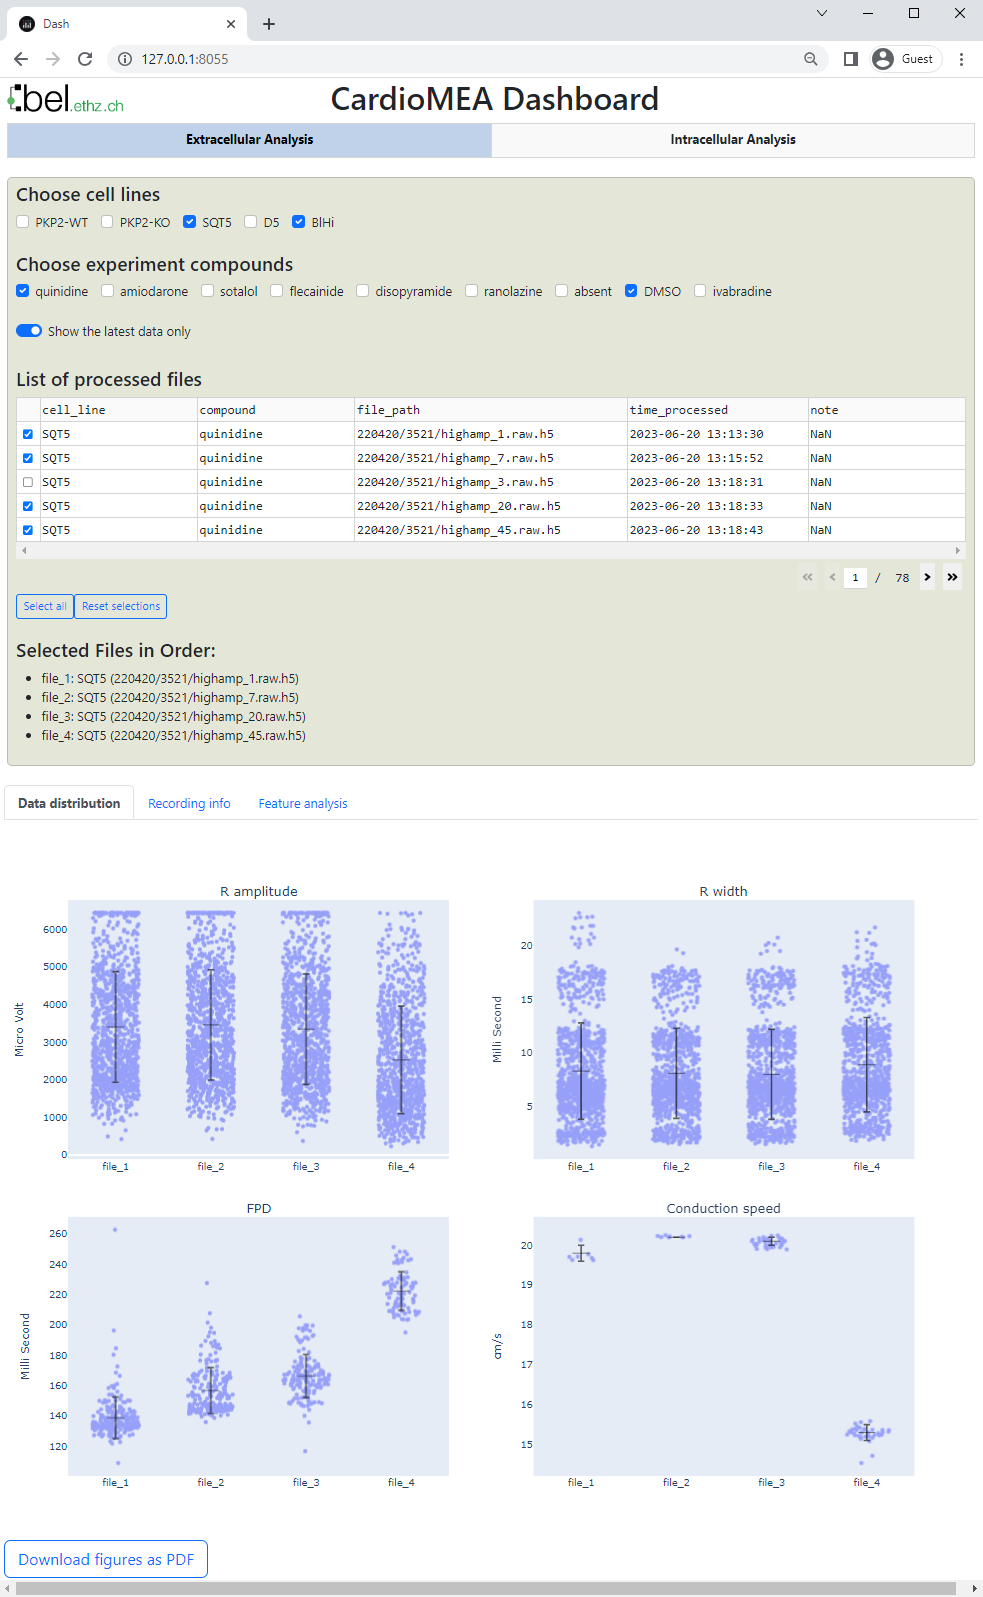 Dash
127.0.0.1:8055
Guest
bel.ethz.ch
CardioMEA Dashboard
Extracellular Analysis Intracellular Analysis
Choose cell lines
PKP2-WT PKP2-KO SQT5 D5 BIHi
Choose experiment compounds
quinidine amiodarone sotalol flecainide disopyramide ranolazine absent DMSO ivabradine
Show the latest data only
List of processed files
cell_line compound file_path time_processed note
SQT5 quinidine 220420/3521/highamp_1.raw.h5 2023-06-20 13:13:30 NaN
SQT5 quinidine 220420/3521/highamp_7.raw.h5 2023-06-20 13:15:52 NaN
SQT5 quinidine 220420/3521/highamp_3.raw.h5 2023-06-20 13:18:31 NaN
SQT5 quinidine 220420/3521/highamp_20.raw.h5 2023-06-20 13:18:33 NaN
SQT5 quinidine 220420/3521/highamp_45.raw.h5 2023-06-20 13:18:43 NaN
1 / 78
Select all Reset selections
Selected Files in Order:
file_1: SQT5 (220420/3521/highamp_1.raw.h5)
file_2: SQT5 (220420/3521/highamp_7.raw.h5)
file_3: SQT5 (220420/3521/highamp_20.raw.h5)
file_4: SQT5 (220420/3521/highamp_45.raw.h5)
Data distribution Recording info Feature analysis
R amplitude
Micro Volt
6000
5000
4000
3000
2000
1000
0
file_1 file_2 file_3 file_4
R width
Milli Second
20
15
10
5
file_1 file_2 file_3 file_4
FPD
Milli Second
260
240
220
200
180
160
140
120
file_1 file_2 file_3 file_4
Conduction speed
cm/s
20
19
18
17
16
15
file_1 file_2 file_3 file_4
Download figures as PDF